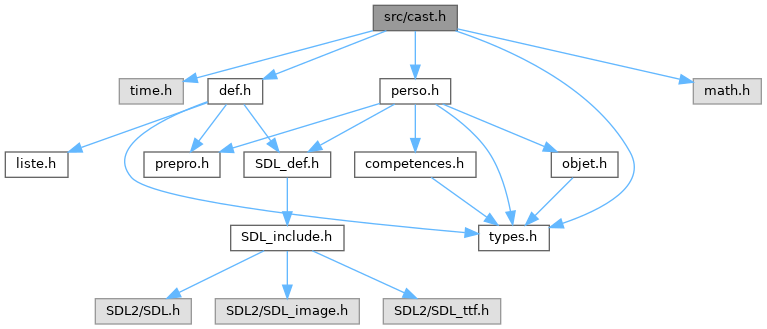 src/cast.h
time.h
def.h
perso.h
math.h
liste.h
prepro.h
SDL_def.h
competences.h
objet.h
SDL_include.h
types.h
SDL2/SDL.h
SDL2/SDL_image.h
SDL2/SDL_ttf.h